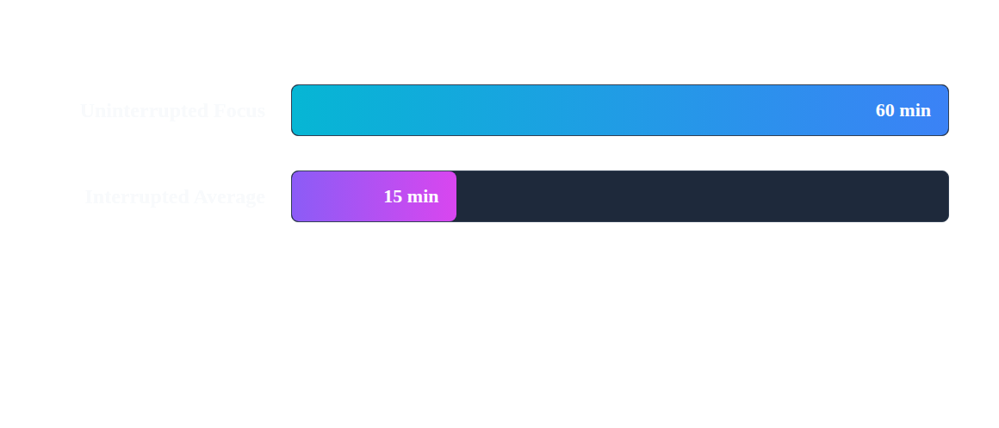 Uninterrupted Focus
60 min
Interrupted Average
15 min